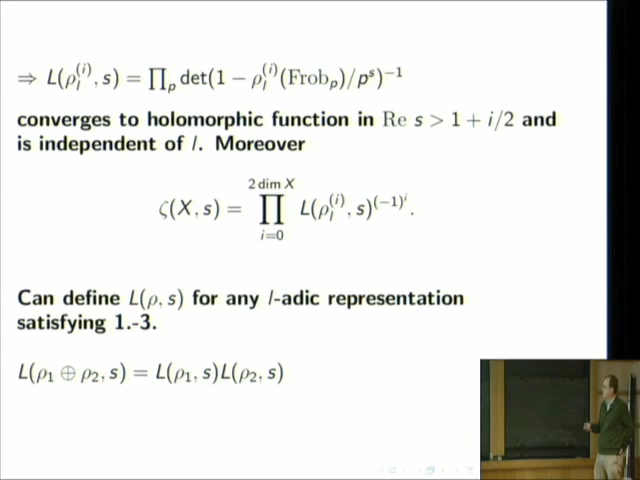 ⇒ L(ρ_l^{(i)}, s) = ∏_p det(1 − ρ_l^{(i)}(Frob_p)/p^s)^{−1}
converges to holomorphic function in Re s > 1 + i/2 and
is independent of l. Moreover
ζ(X, s) = ∏_{i=0}^{2 dim X} L(ρ_l^{(i)}, s)^{(−1)^i}.
Can define L(ρ, s) for any l-adic representation
satisfying 1.-3.
L(ρ_1 ⊕ ρ_2, s) = L(ρ_1, s)L(ρ_2, s)